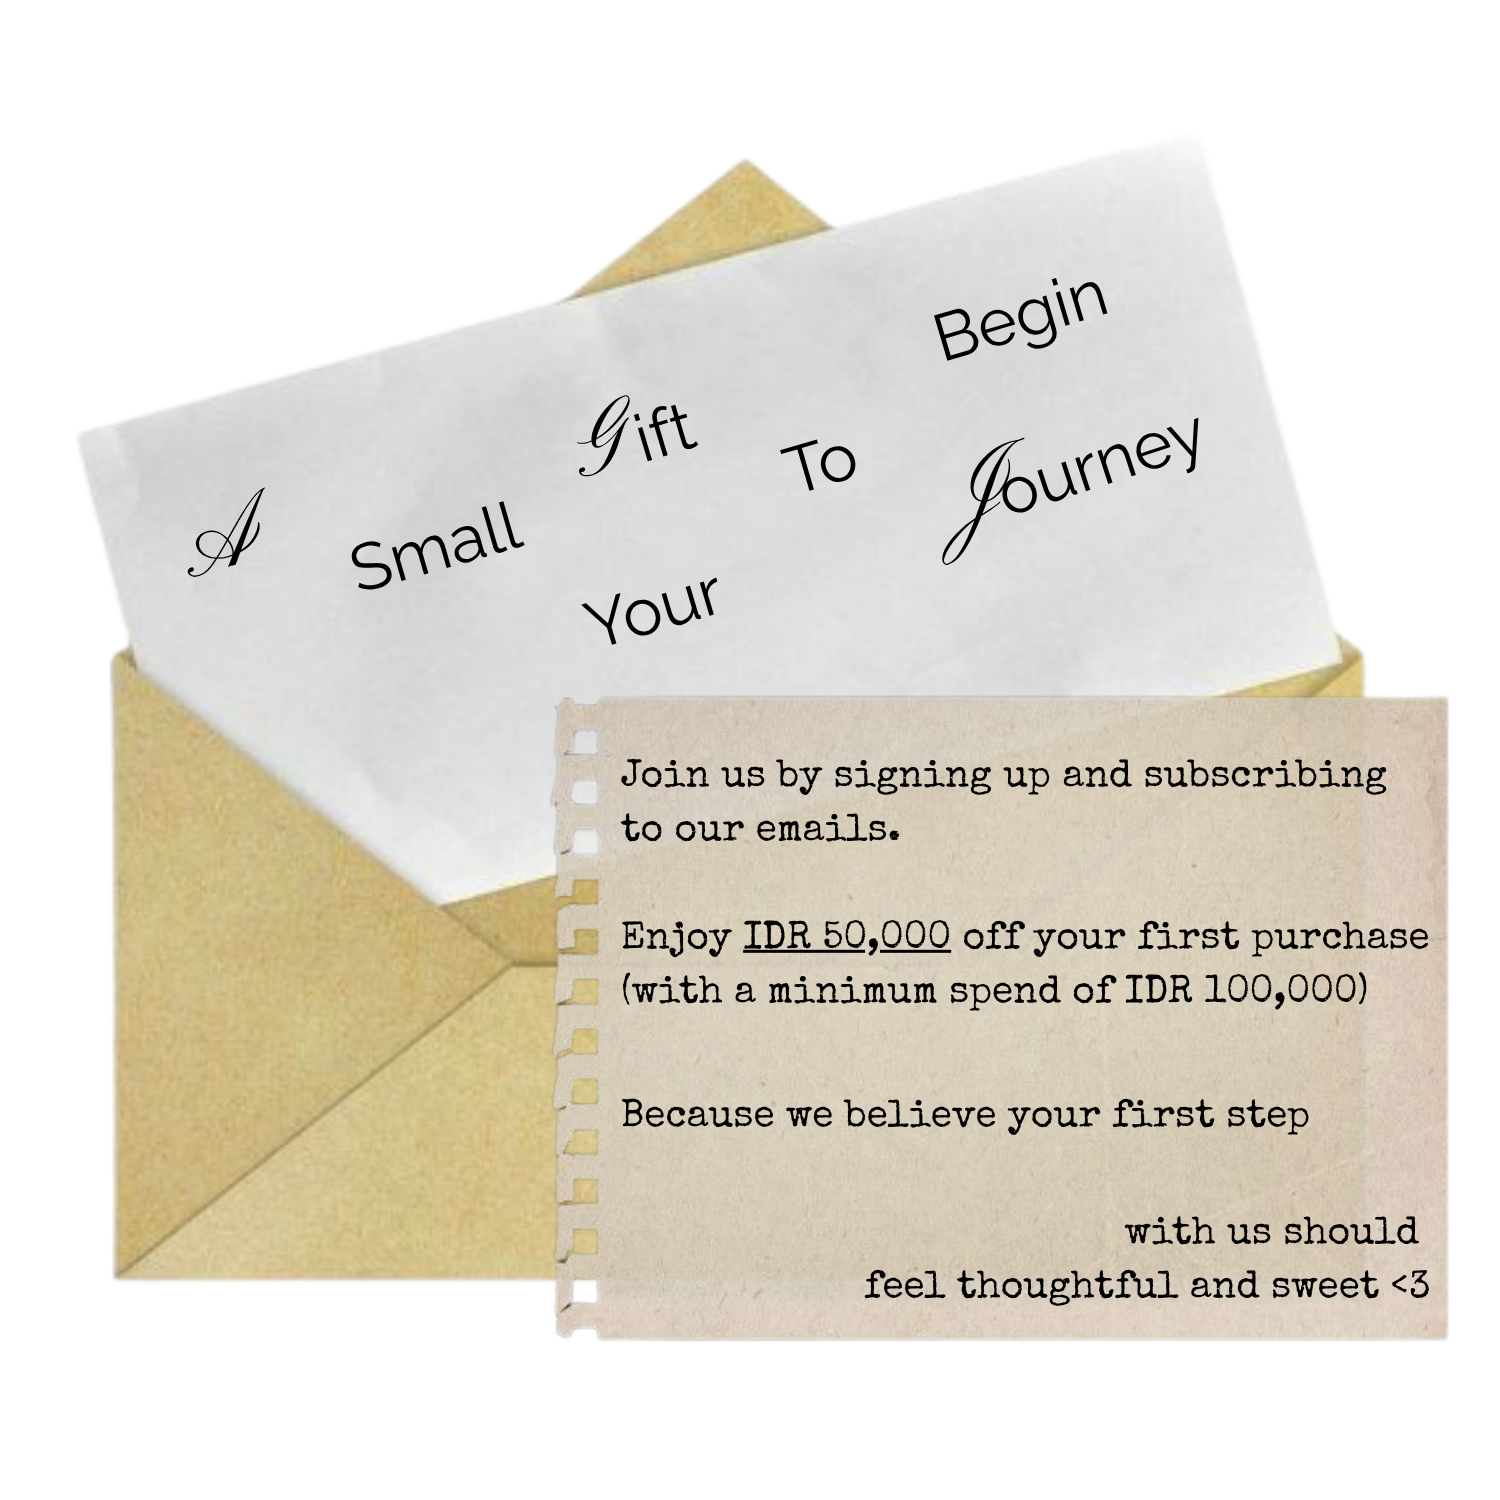 A Small Gift To Begin
Your Journey
Join us by signing up and subscribing
to our emails.
Enjoy IDR 50,000 off your first purchase
(with a minimum spend of IDR 100,000)
Because we believe your first step
with us should
feel thoughtful and sweet <3